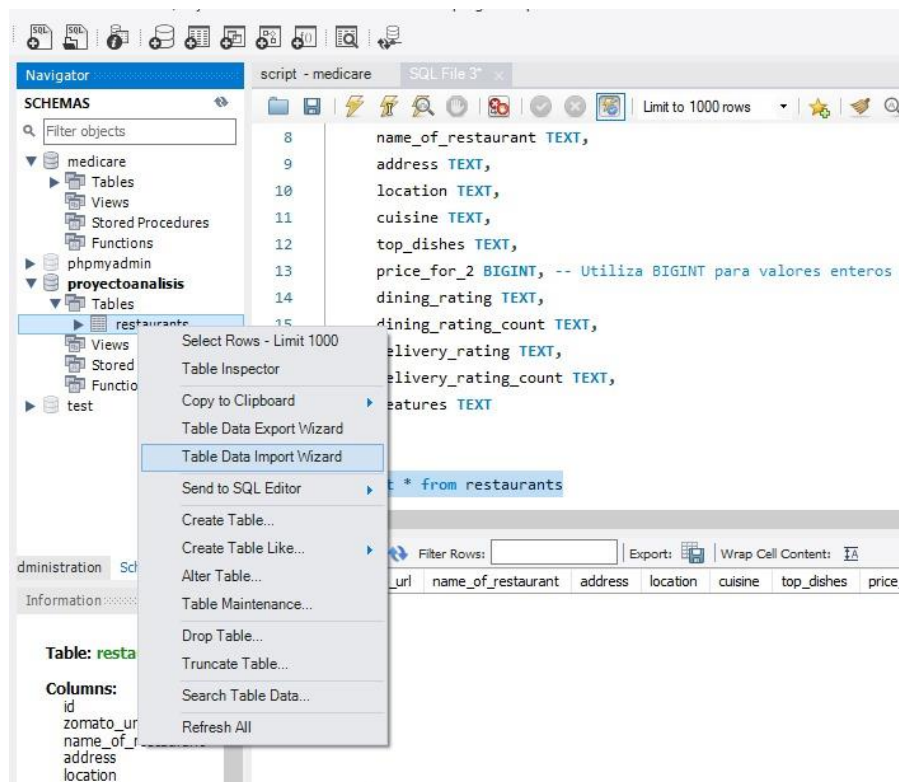 Navigator
SCHEMAS
Filter objects
medicare
Tables
Views
Stored Procedures
Functions
phpmyadmin
proyectoanalisis
Tables
restaurants
Views
Stored
Functio
test
script - medicare
SQL File 3*
Limit to 1000 rows
8 name_of_restaurant TEXT,
9 address TEXT,
10 location TEXT,
11 cuisine TEXT,
12 top_dishes TEXT,
13 price_for_2 BIGINT, -- Utiliza BIGINT para valores enteros
14 dining_rating TEXT,
15 dining_rating_count TEXT,
elivery_rating TEXT,
elivery_rating_count TEXT,
eatures TEXT
t * from restaurants
Select Rows - Limit 1000
Table Inspector
Copy to Clipboard
Table Data Export Wizard
Table Data Import Wizard
Send to SQL Editor
Create Table...
Create Table Like...
Alter Table...
Table Maintenance...
Drop Table...
Truncate Table...
Search Table Data...
Refresh All
Filter Rows:
Export:
Wrap Cell Content:
_url name_of_restaurant address location cuisine top_dishes price
dministration Sch
Information
Table: resta
Columns:
id
zomato_ur
name_of_restaurant
address
location